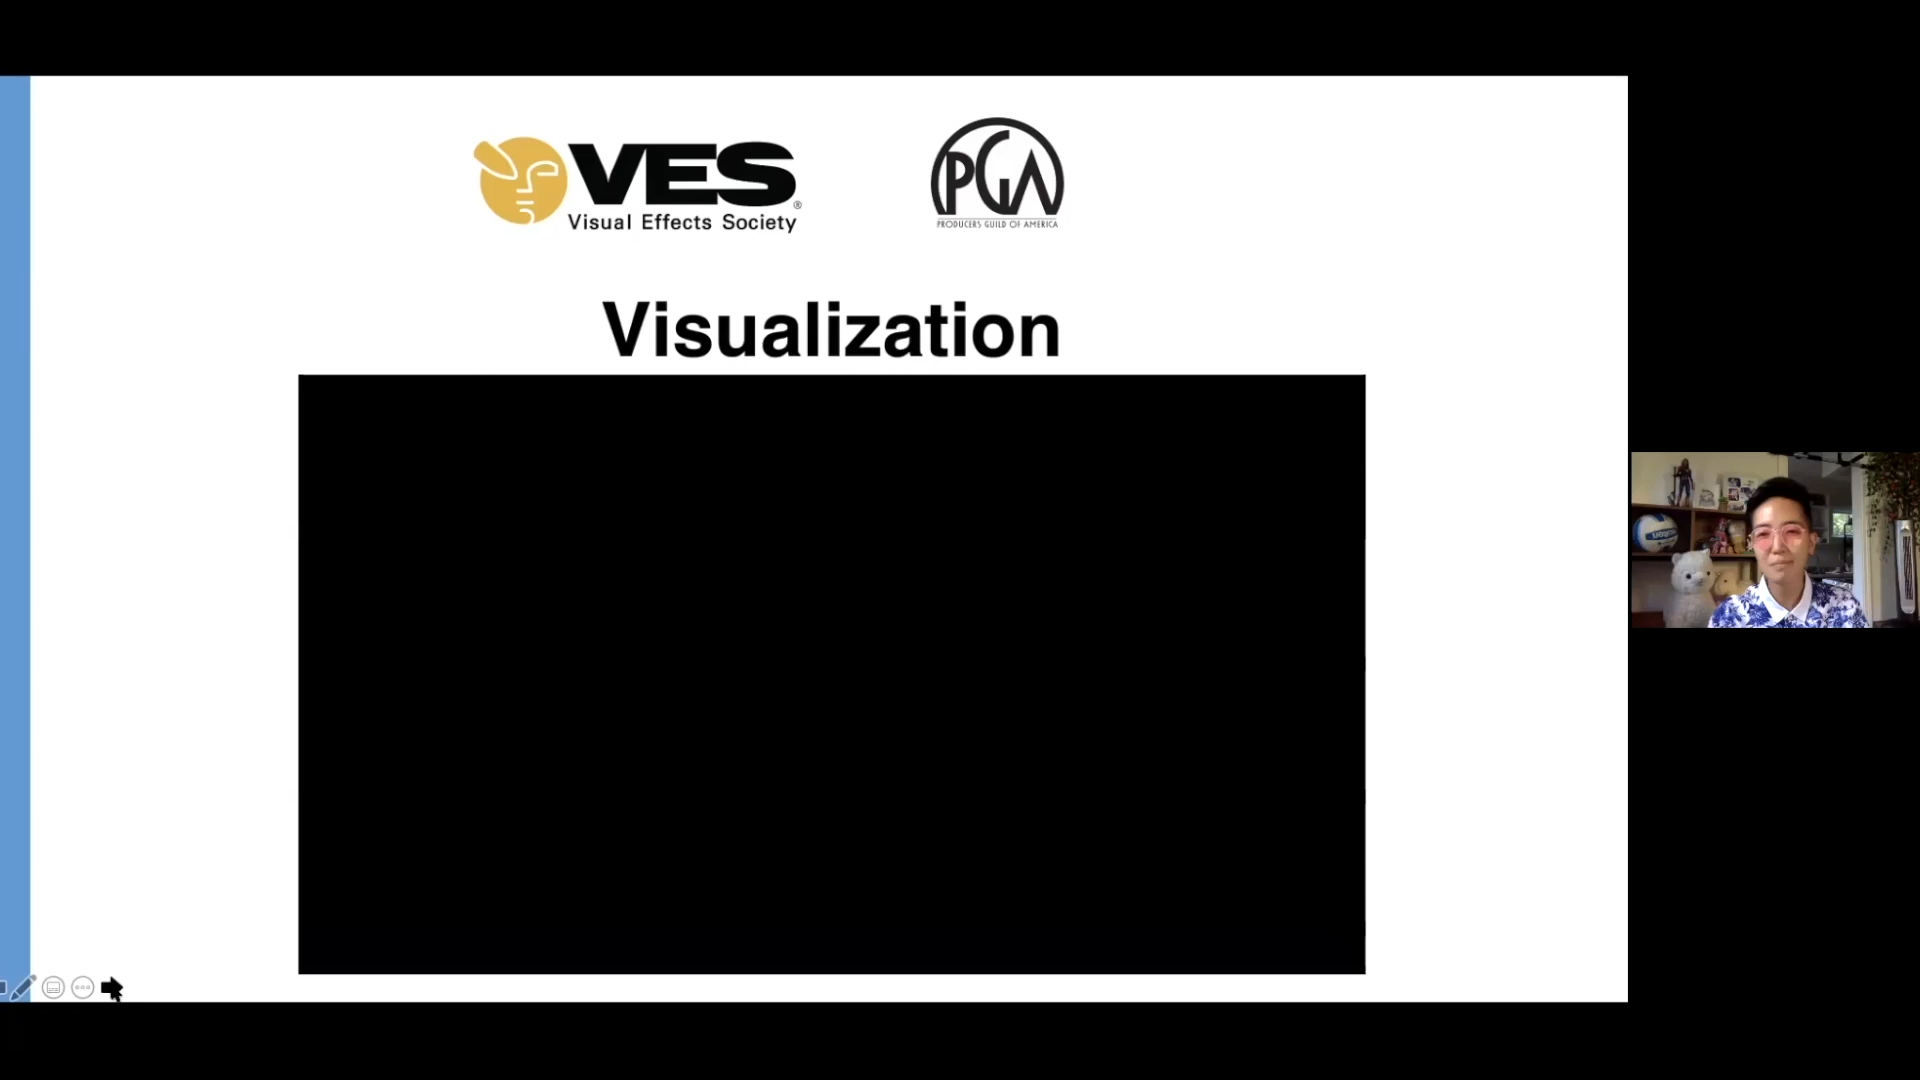 VES®
Visual Effects Society
PGA
PRODUCERS GUILD OF AMERICA
Visualization